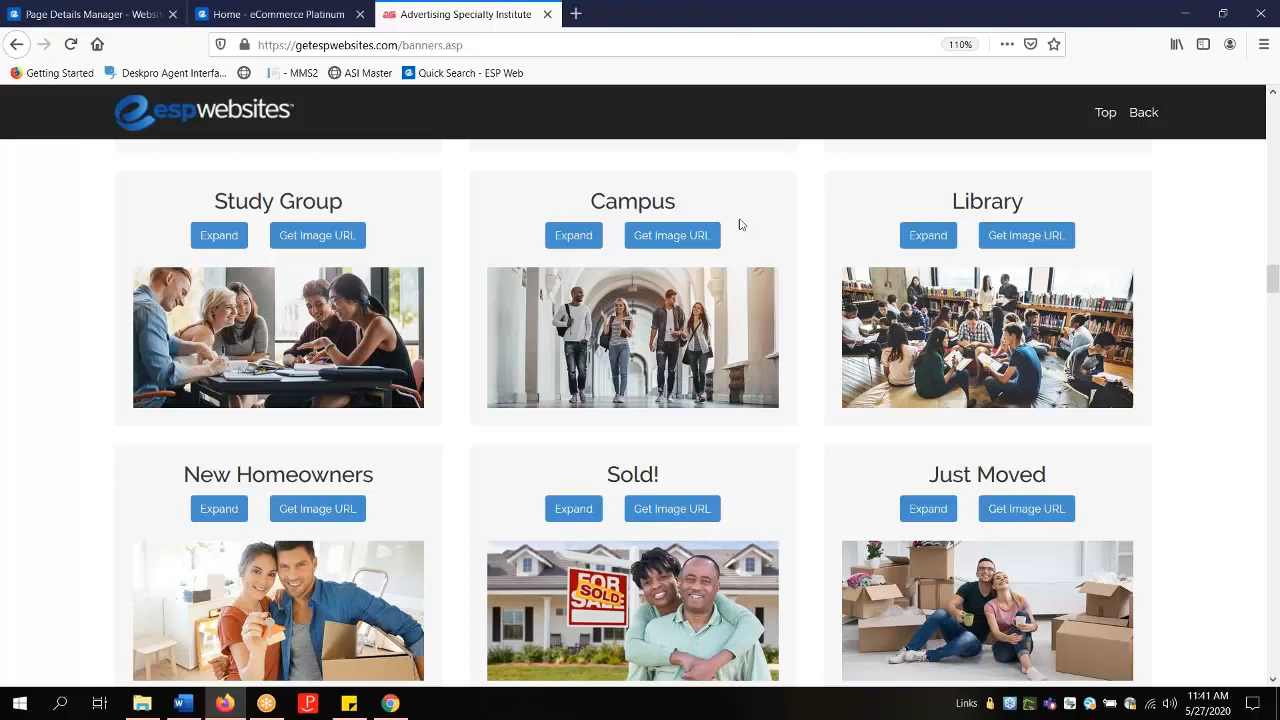 Page Details Manager - Websit
Home - eCommerce Platinum
Advertising Specialty Institute
https://getespwebsites.com/banners.asp
110%
Getting Started
Deskpro Agent Interfa...
- MMS2
ASI Master
Quick Search - ESP Web
espwebsites™
Top
Back
Study Group
Campus
Library
Expand
Get Image URL
Expand
Get Image URL
Expand
Get Image URL
New Homeowners
Sold!
Just Moved
Expand
Get Image URL
Expand
Get Image URL
Expand
Get Image URL
FOR
SOLD
Links
11:41 AM
5/27/2020